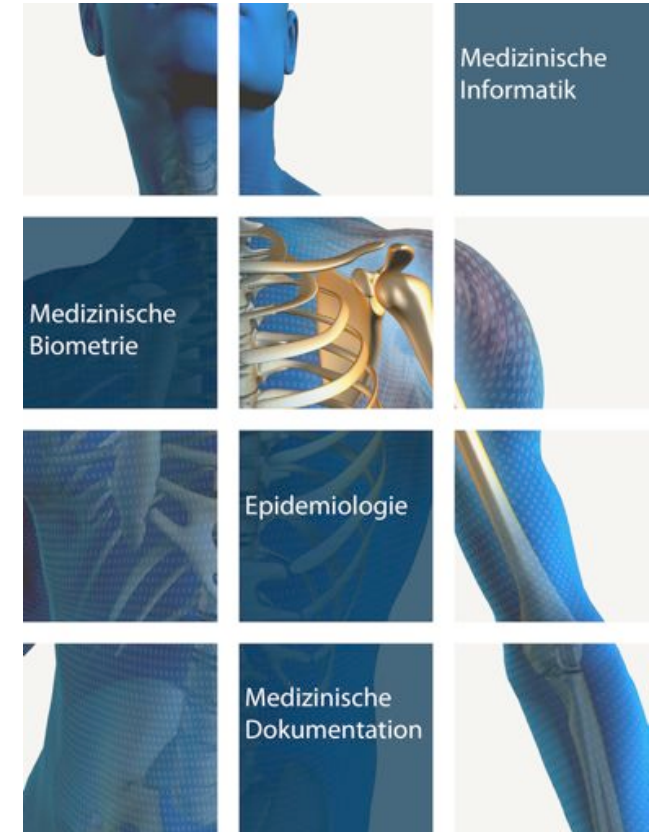 Medizinische
Informatik
Medizinische
Biometrie
Epidemiologie
Medizinische
Dokumentation